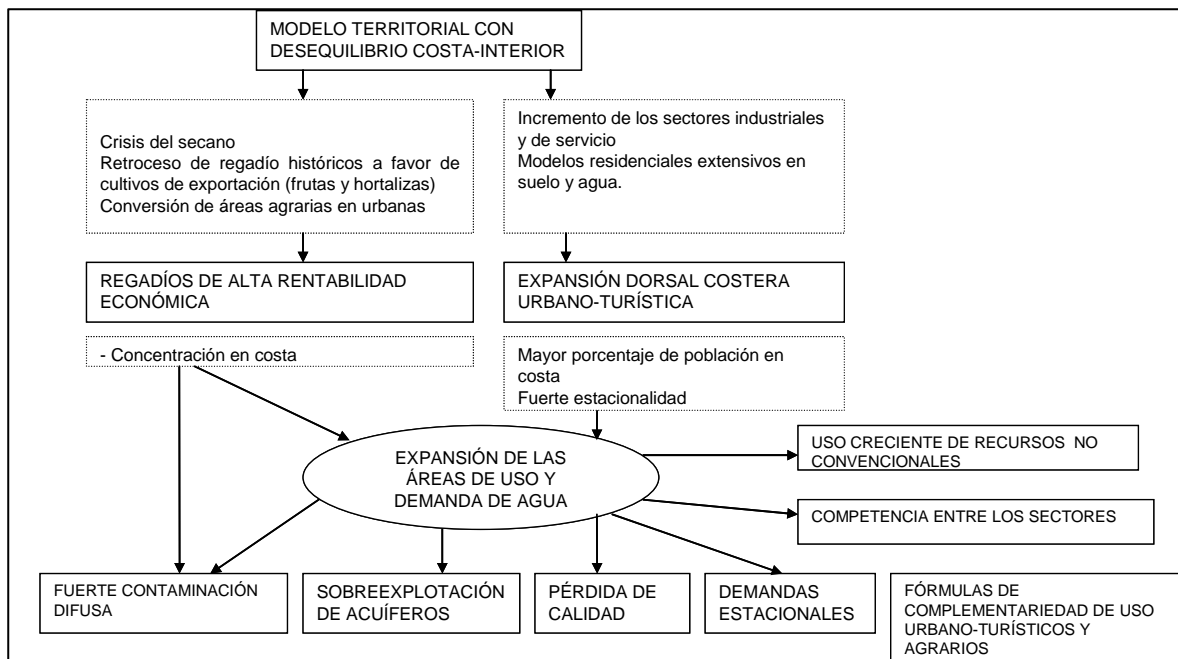 MODELO TERRITORIAL CON
DESEQUILIBRIO COSTA-INTERIOR
Crisis del secano
Retroceso de regadío históricos a favor de
cultivos de exportación (frutas y hortalizas)
Conversión de áreas agrarias en urbanas
Incremento de los sectores industriales
y de servicio
Modelos residenciales extensivos en
suelo y agua.
REGADÍOS DE ALTA RENTABILIDAD
ECONÓMICA
EXPANSIÓN DORSAL COSTERA
URBANO-TURÍSTICA
- Concentración en costa
Mayor porcentaje de población en
costa
Fuerte estacionalidad
EXPANSIÓN DE LAS
ÁREAS DE USO Y
DEMANDA DE AGUA
USO CRECIENTE DE RECURSOS NO
CONVENCIONALES
COMPETENCIA ENTRE LOS SECTORES
FUERTE CONTAMINACIÓN
DIFUSA
SOBREEXPLOTACIÓN
DE ACUÍFEROS
PÉRDIDA DE
CALIDAD
DEMANDAS
ESTACIONALES
FÓRMULAS DE
COMPLEMENTARIEDAD DE USO
URBANO-TURÍSTICOS Y
AGRARIOS